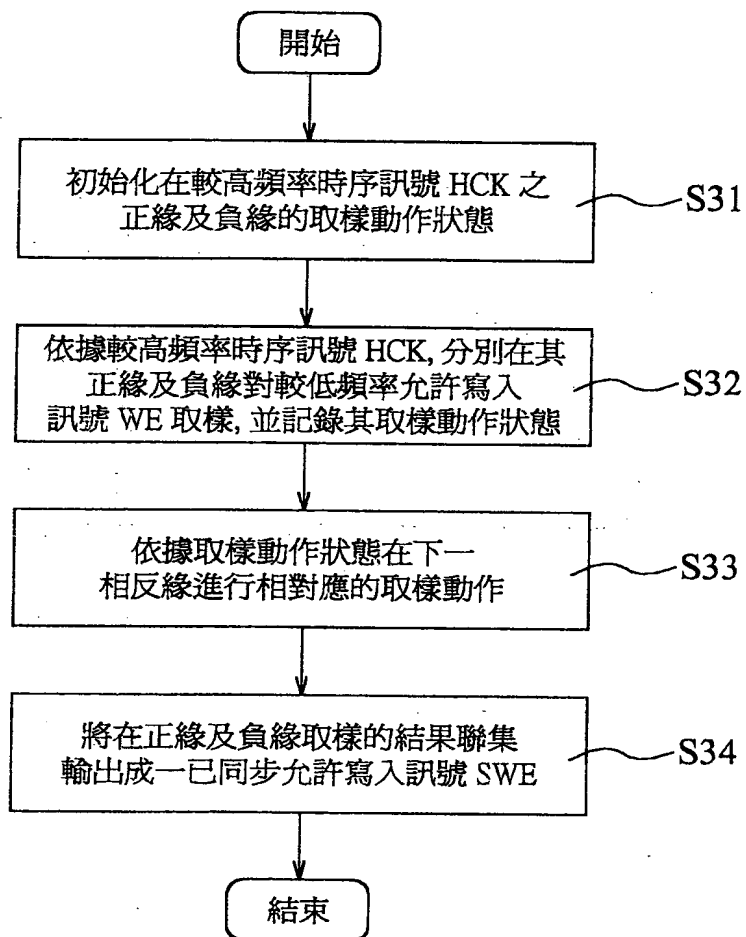 開始
初始化在較高頻率時序訊號 HCK 之
正緣及負緣的取樣動作狀態
S31
依據較高頻率時序訊號 HCK, 分別在其
正緣及負緣對較低頻率允許寫入
訊號 WE 取樣, 並記錄其取樣動作狀態
S32
依據取樣動作狀態在下一
相反緣進行相對應的取樣動作
S33
將在正緣及負緣取樣的結果聯集
輸出成一已同步允許寫入訊號 SWE
S34
結束